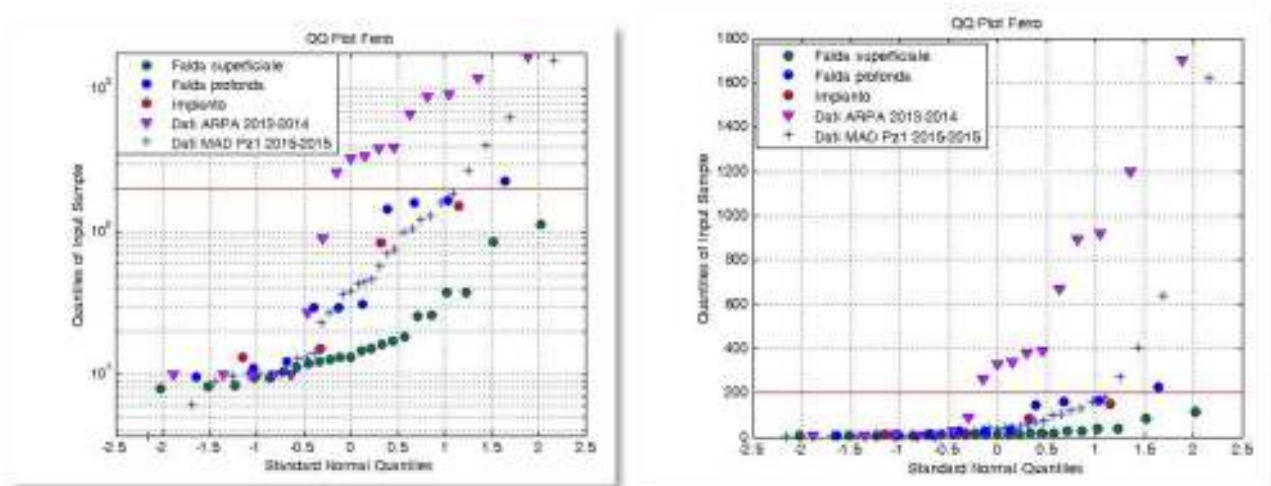 QQ Plot Ferro
Falda superficiale
Falda profonda
Impianto
Dati ARPA 2013-2014
Dati MAD Pz1 2015-2015
Quantiles of Input Sample
10
10
10
-2.5 -2 -1.5 -1 -0.5 0 0.5 1 1.5 2 2.5
Standard Normal Quantiles
QQ Plot Ferro
Falda superficiale
Falda profonda
Impianto
Dati ARPA 2013-2014
Dati MAD Pz1 2015-2015
Quantiles of Input Sample
1800
1600
1400
1200
1000
800
600
400
200
0
-2.5 -2 -1.5 -1 -0.5 0 0.5 1 1.5 2 2.5
Standard Normal Quantiles